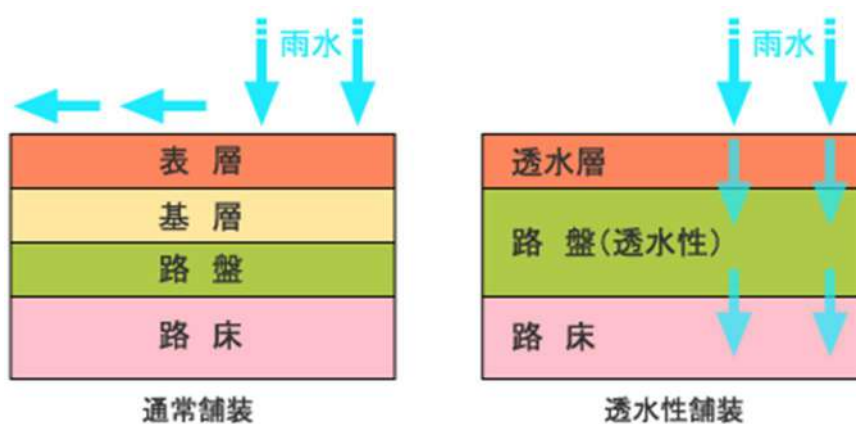 雨水
表 層
基 層
路 盤
路 床
通常舗装
雨水
透水層
路 盤(透水性)
路 床
透水性舗装